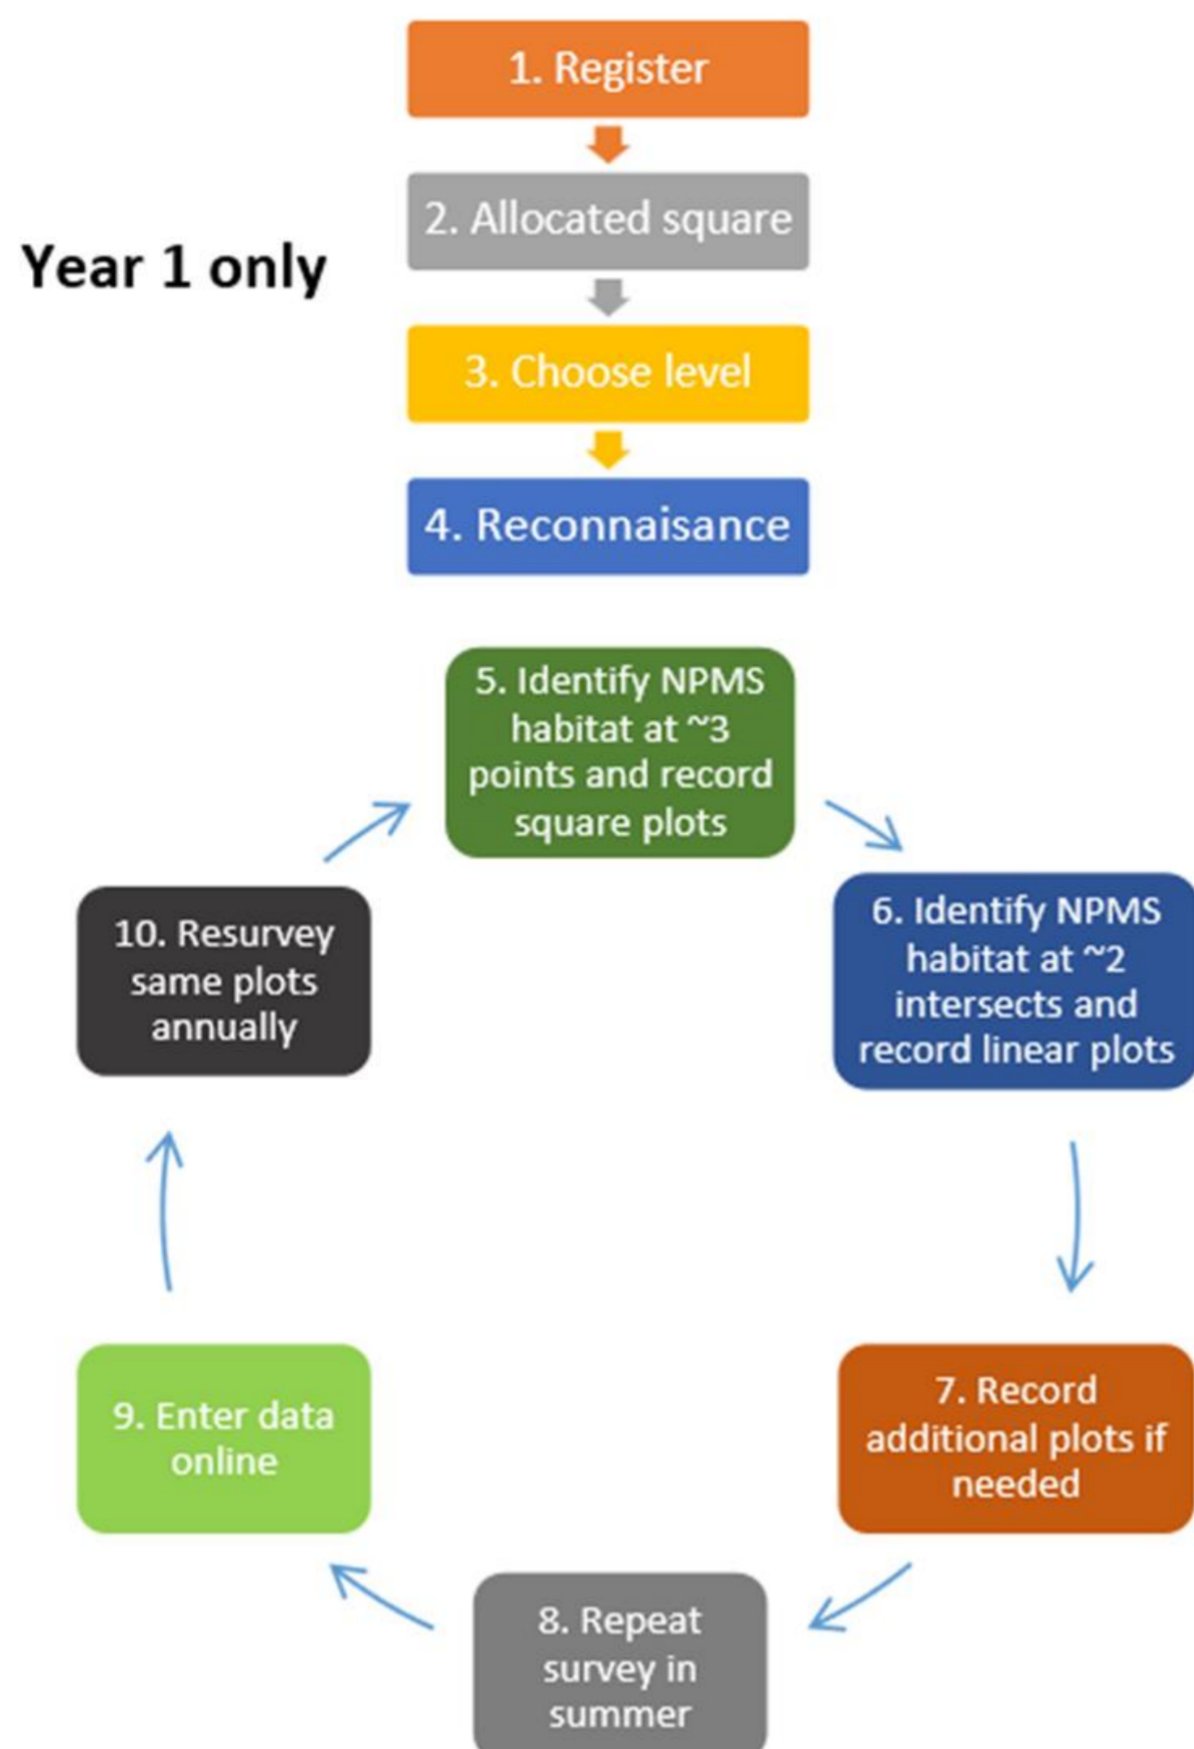 1. Register
2. Allocated square
Year 1 only
3. Choose level
4. Reconnaisance
5. Identify NPMS
habitat at ~3
points and record
square plots
6. Identify NPMS
habitat at ~2
intersects and
record linear plots
7. Record
additional plots if
needed
8. Repeat
survey in
summer
9. Enter data
online
10. Resurvey
same plots
annually